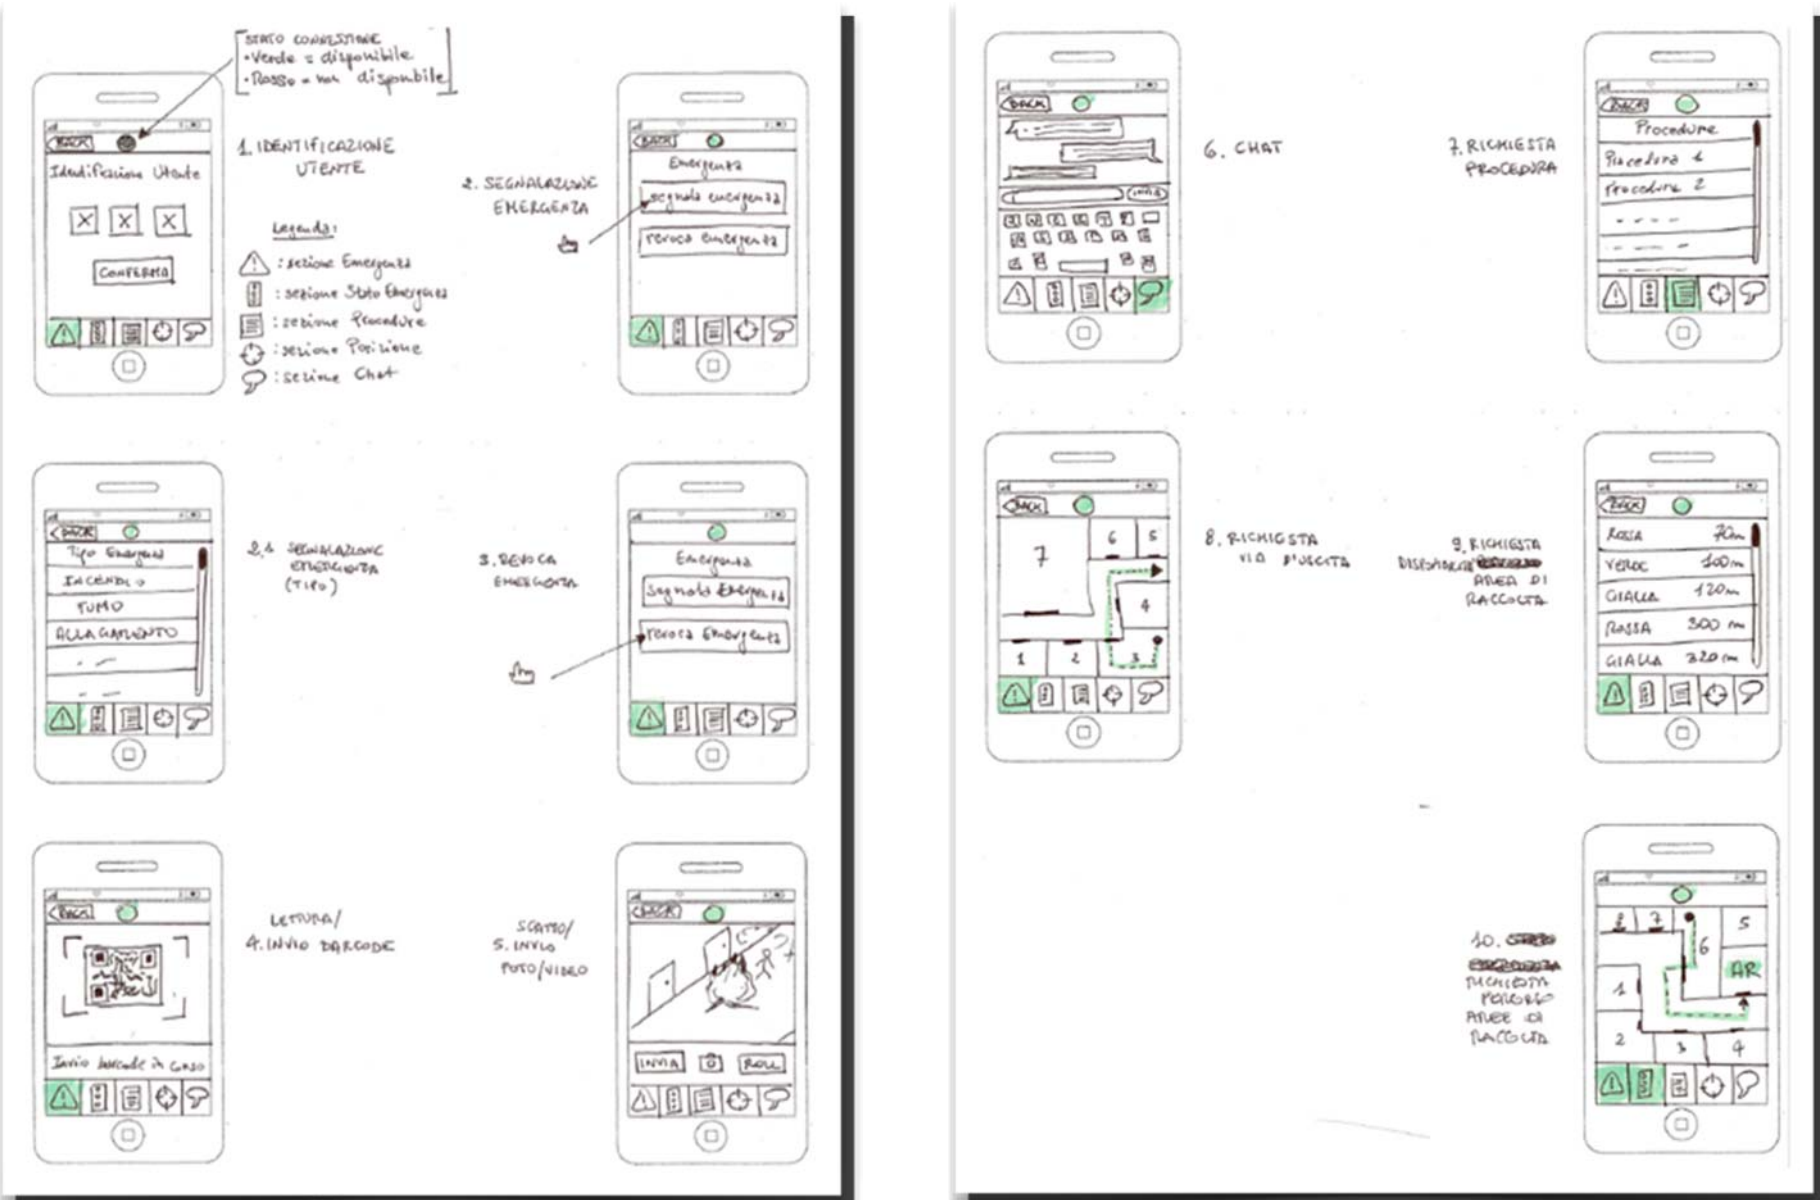 STATO CONNESSIONE
• Verde = disponibile
• Rosso = non disponibile
BACK
Identificazione Utente
X X X
CONFERMA
1. IDENTIFICAZIONE
UTENTE
Legenda:
: sezione Emergenza
: sezione Stato Emergenza
: sezione Procedure
: sezione Posizione
: sezione Chat
2. SEGNALAZIONE
EMERGENZA
BACK
Emergenza
segnala emergenza
revoca emergenza
BACK
Tipo Emergenza
INCENDIO
FUMO
ALLAGAMENTO
2.1 SEGNALAZIONE
EMERGENZA
(TIPO)
3. REVOCA
EMERGENZA
Emergenza
Segnala Emergenza
revoca Emergenza
BACK
Invio barcode in corso
LETTURA/
4. INVIO BARCODE
SCATTO/
5. INVIO
FOTO/VIDEO
BACK
INVIA
ROLL
BACK
INVIA
6. CHAT
7. RICHIESTA
PROCEDURA
BACK
Procedure
Procedura 1
Procedura 2
BACK
7 6 5
4
1 2 3
8. RICHIESTA
VIA D'USCITA
9. RICHIESTA
AREA DI
RACCOLTA
BACK
ROSSA 70m
VERDE 100m
GIALLA 120m
ROSSA 300 m
GIALLA 320m
10.
RICHIESTA
PERCORSO
AREE DI
RACCOLTA
8 7 5
6
AR
1
2 3 4